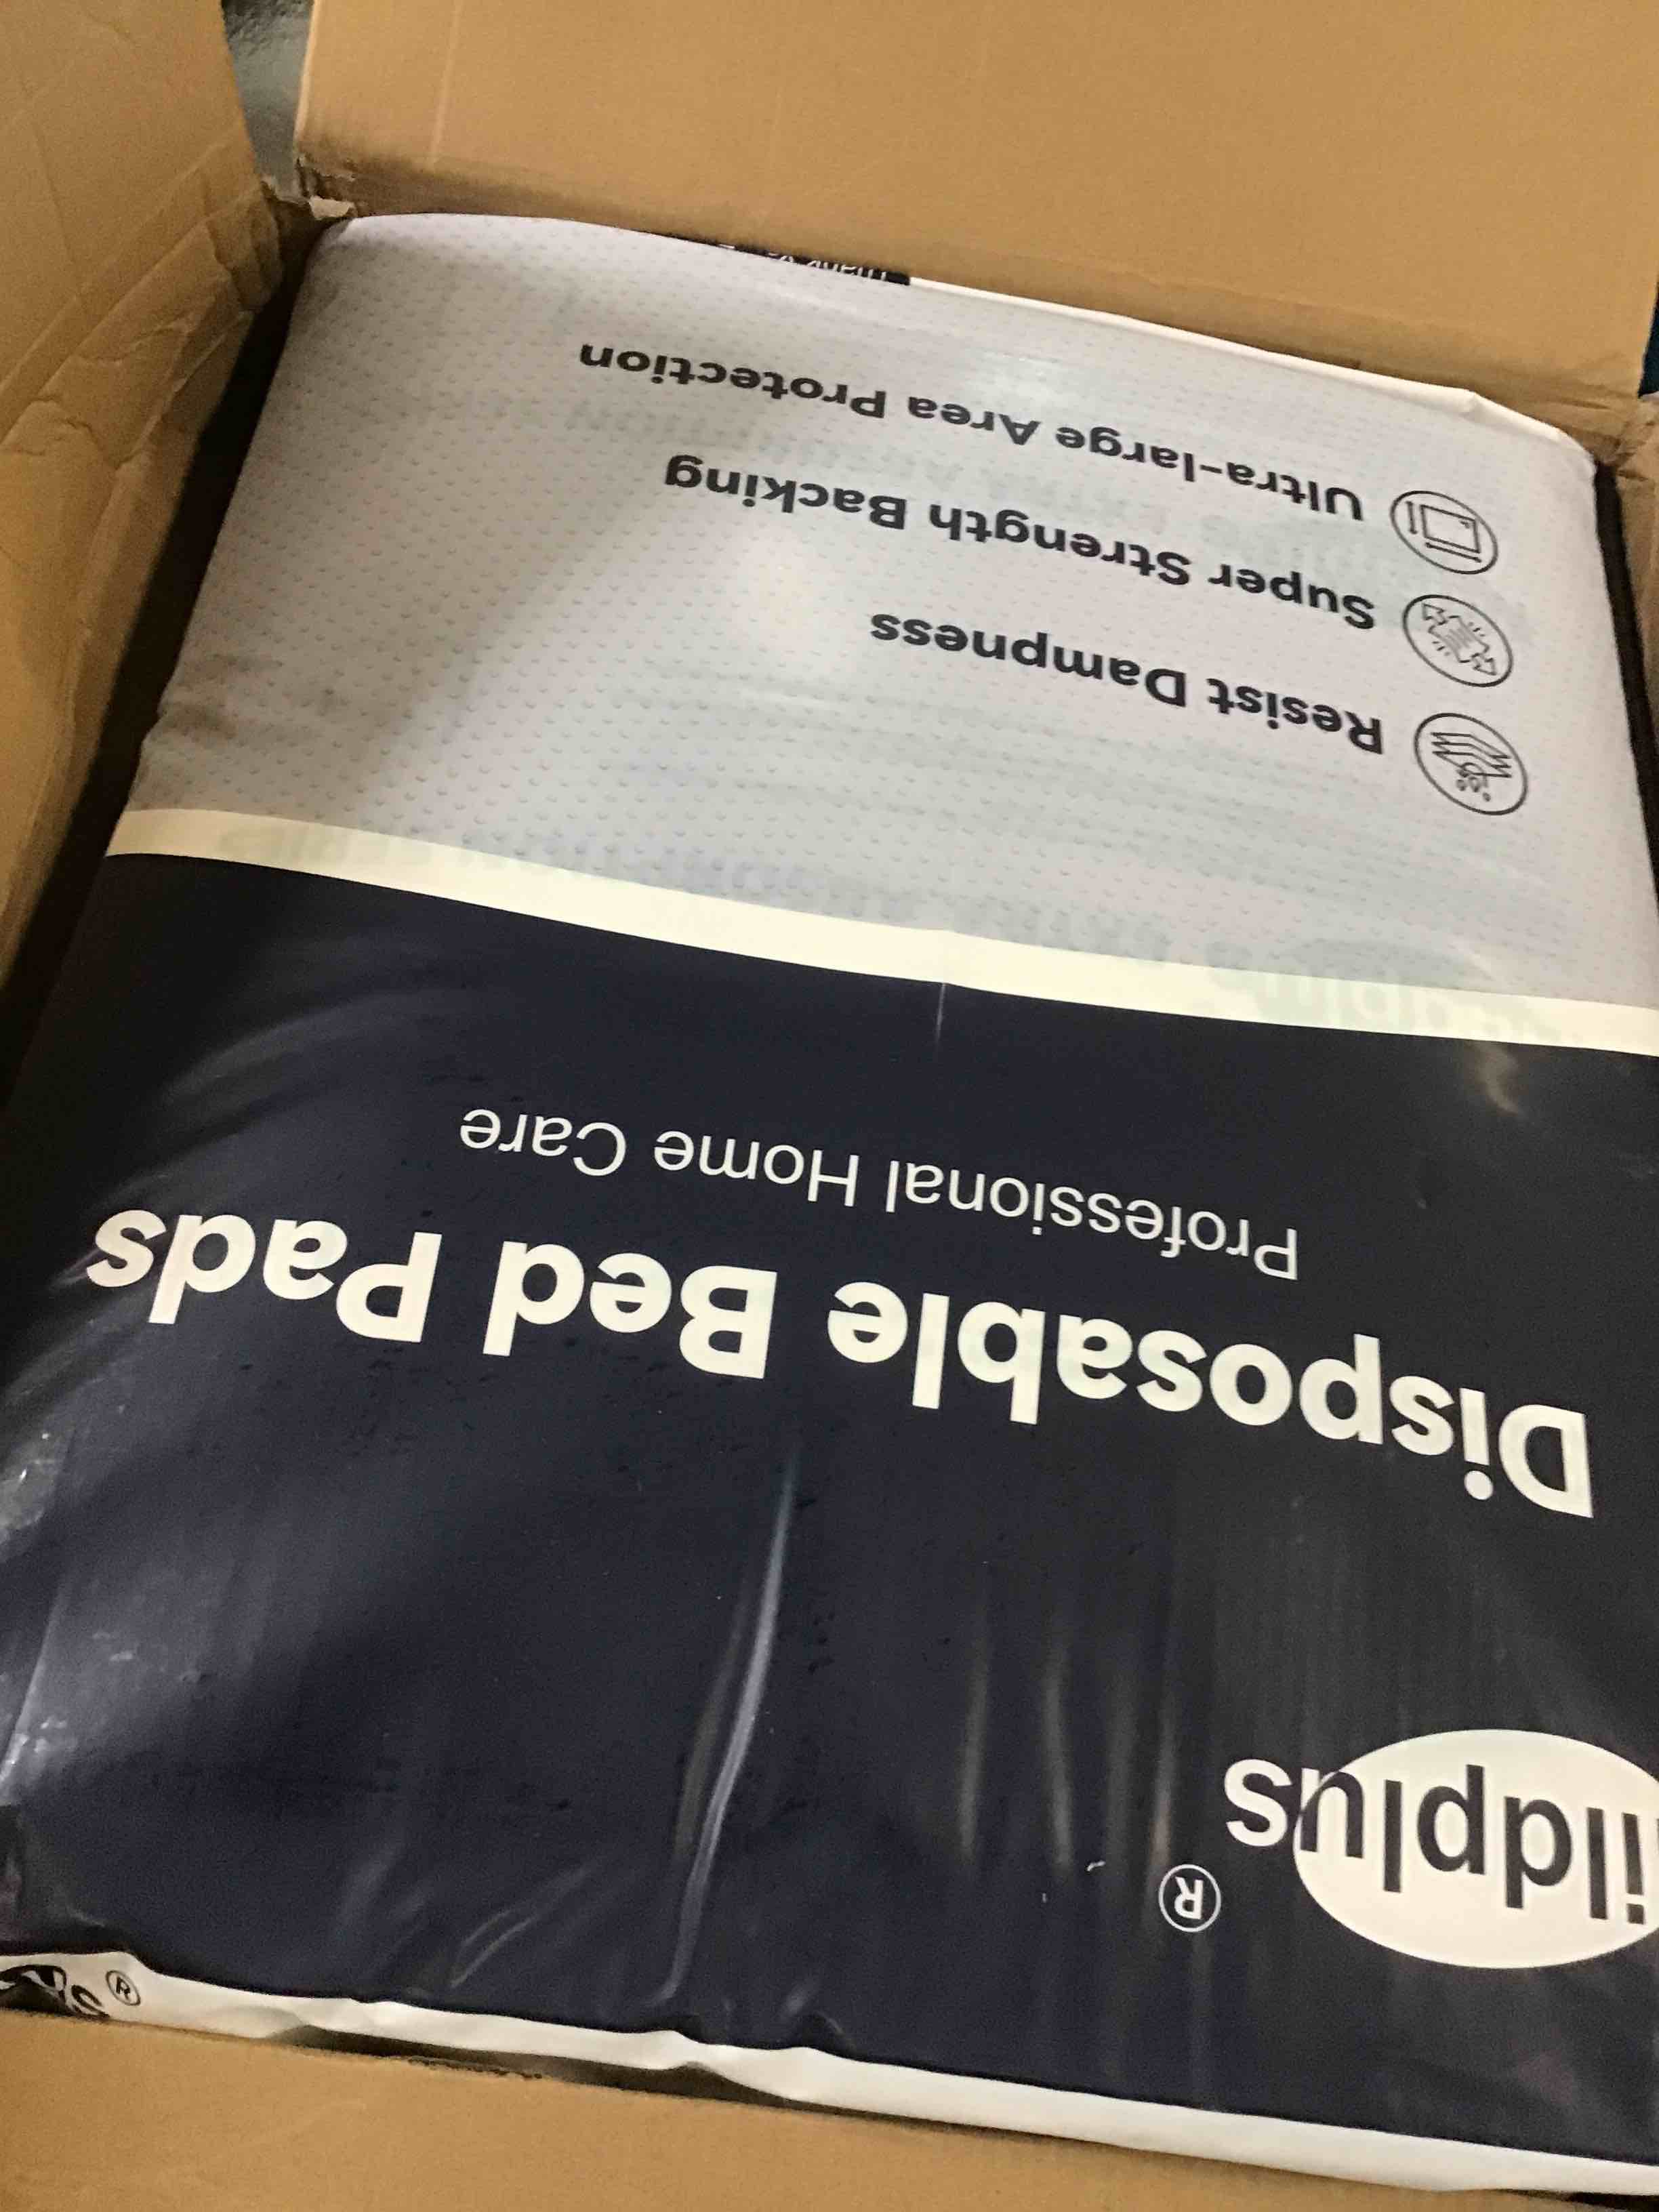 ildplus®
Disposable Bed Pads
Professional Home Care
Resist Dampness
Super Strength Backing
Ultra-large Area Protection